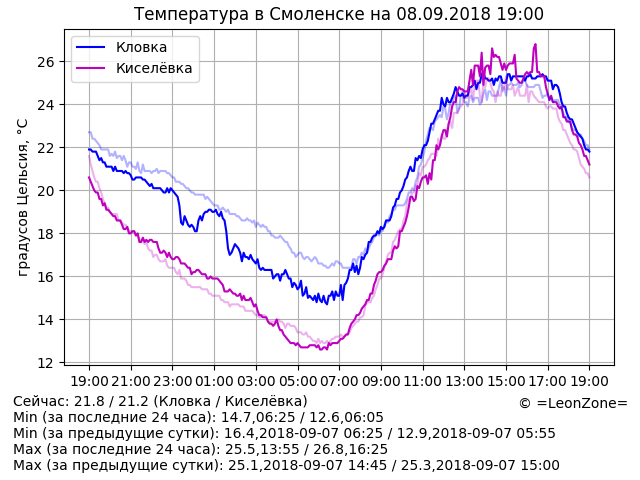 Температура в Смоленске на 08.09.2018 19:00
Кловка
Киселёвка
градусов Цельсия, °C
26
24
22
20
18
16
14
12
19:00 21:00 23:00 01:00 03:00 05:00 07:00 09:00 11:00 13:00 15:00 17:00 19:00
Сейчас: 21.8 / 21.2 (Кловка / Киселёвка)
© =LeonZone=
Min (за последние 24 часа): 14.7,06:25 / 12.6,06:05
Min (за предыдущие сутки): 16.4,2018-09-07 06:25 / 12.9,2018-09-07 05:55
Max (за последние 24 часа): 25.5,13:55 / 26.8,16:25
Max (за предыдущие сутки): 25.1,2018-09-07 14:45 / 25.3,2018-09-07 15:00